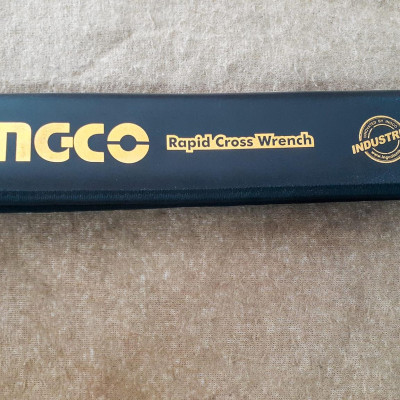 NGCO
Rapid Cross Wrench
INDUSTRI